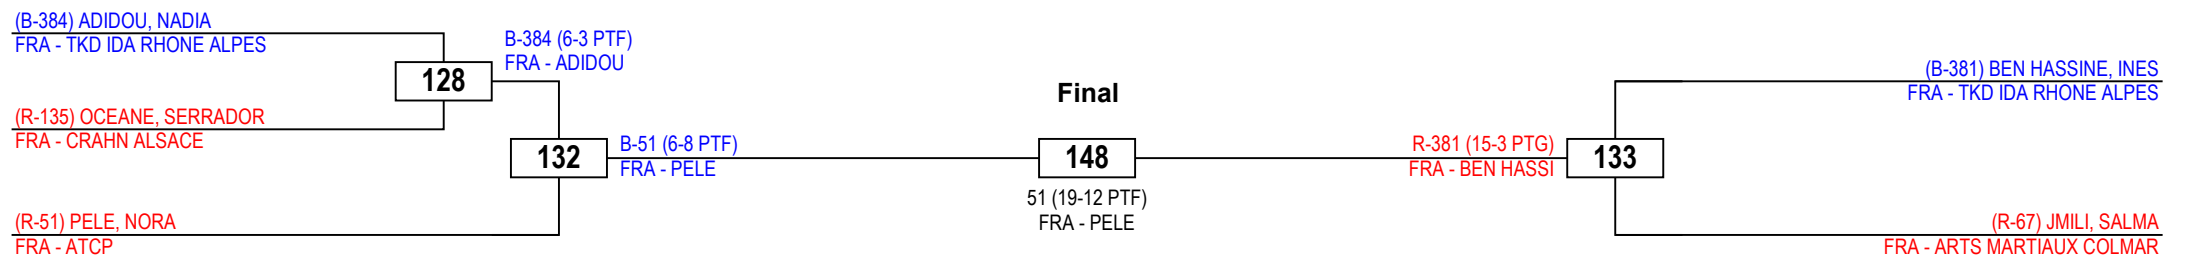 (B-384) ADIDOU, NADIA
FRA - TKD IDA RHONE ALPES
B-384 (6-3 PTF)
FRA - ADIDOU
128
(R-135) OCEANE, SERRADOR
FRA - CRAHN ALSACE
132
B-51 (6-8 PTF)
FRA - PELE
(R-51) PELE, NORA
FRA - ATCP
Final
148
51 (19-12 PTF)
FRA - PELE
(B-381) BEN HASSINE, INES
FRA - TKD IDA RHONE ALPES
R-381 (15-3 PTG)
FRA - BEN HASSI
133
(R-67) JMILI, SALMA
FRA - ARTS MARTIAUX COLMAR